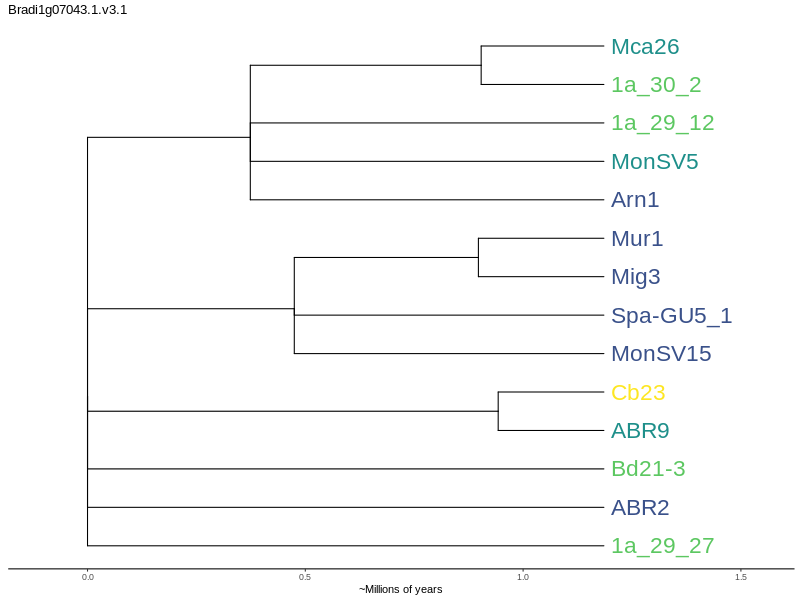 Bradi1g07043.1.v3.1
Mca26
1a_30_2
1a_29_12
MonSV5
Arn1
Mur1
Mig3
Spa-GU5_1
MonSV15
Cb23
ABR9
Bd21-3
ABR2
1a_29_27
0.0 0.5 1.0 1.5
~Millions of years